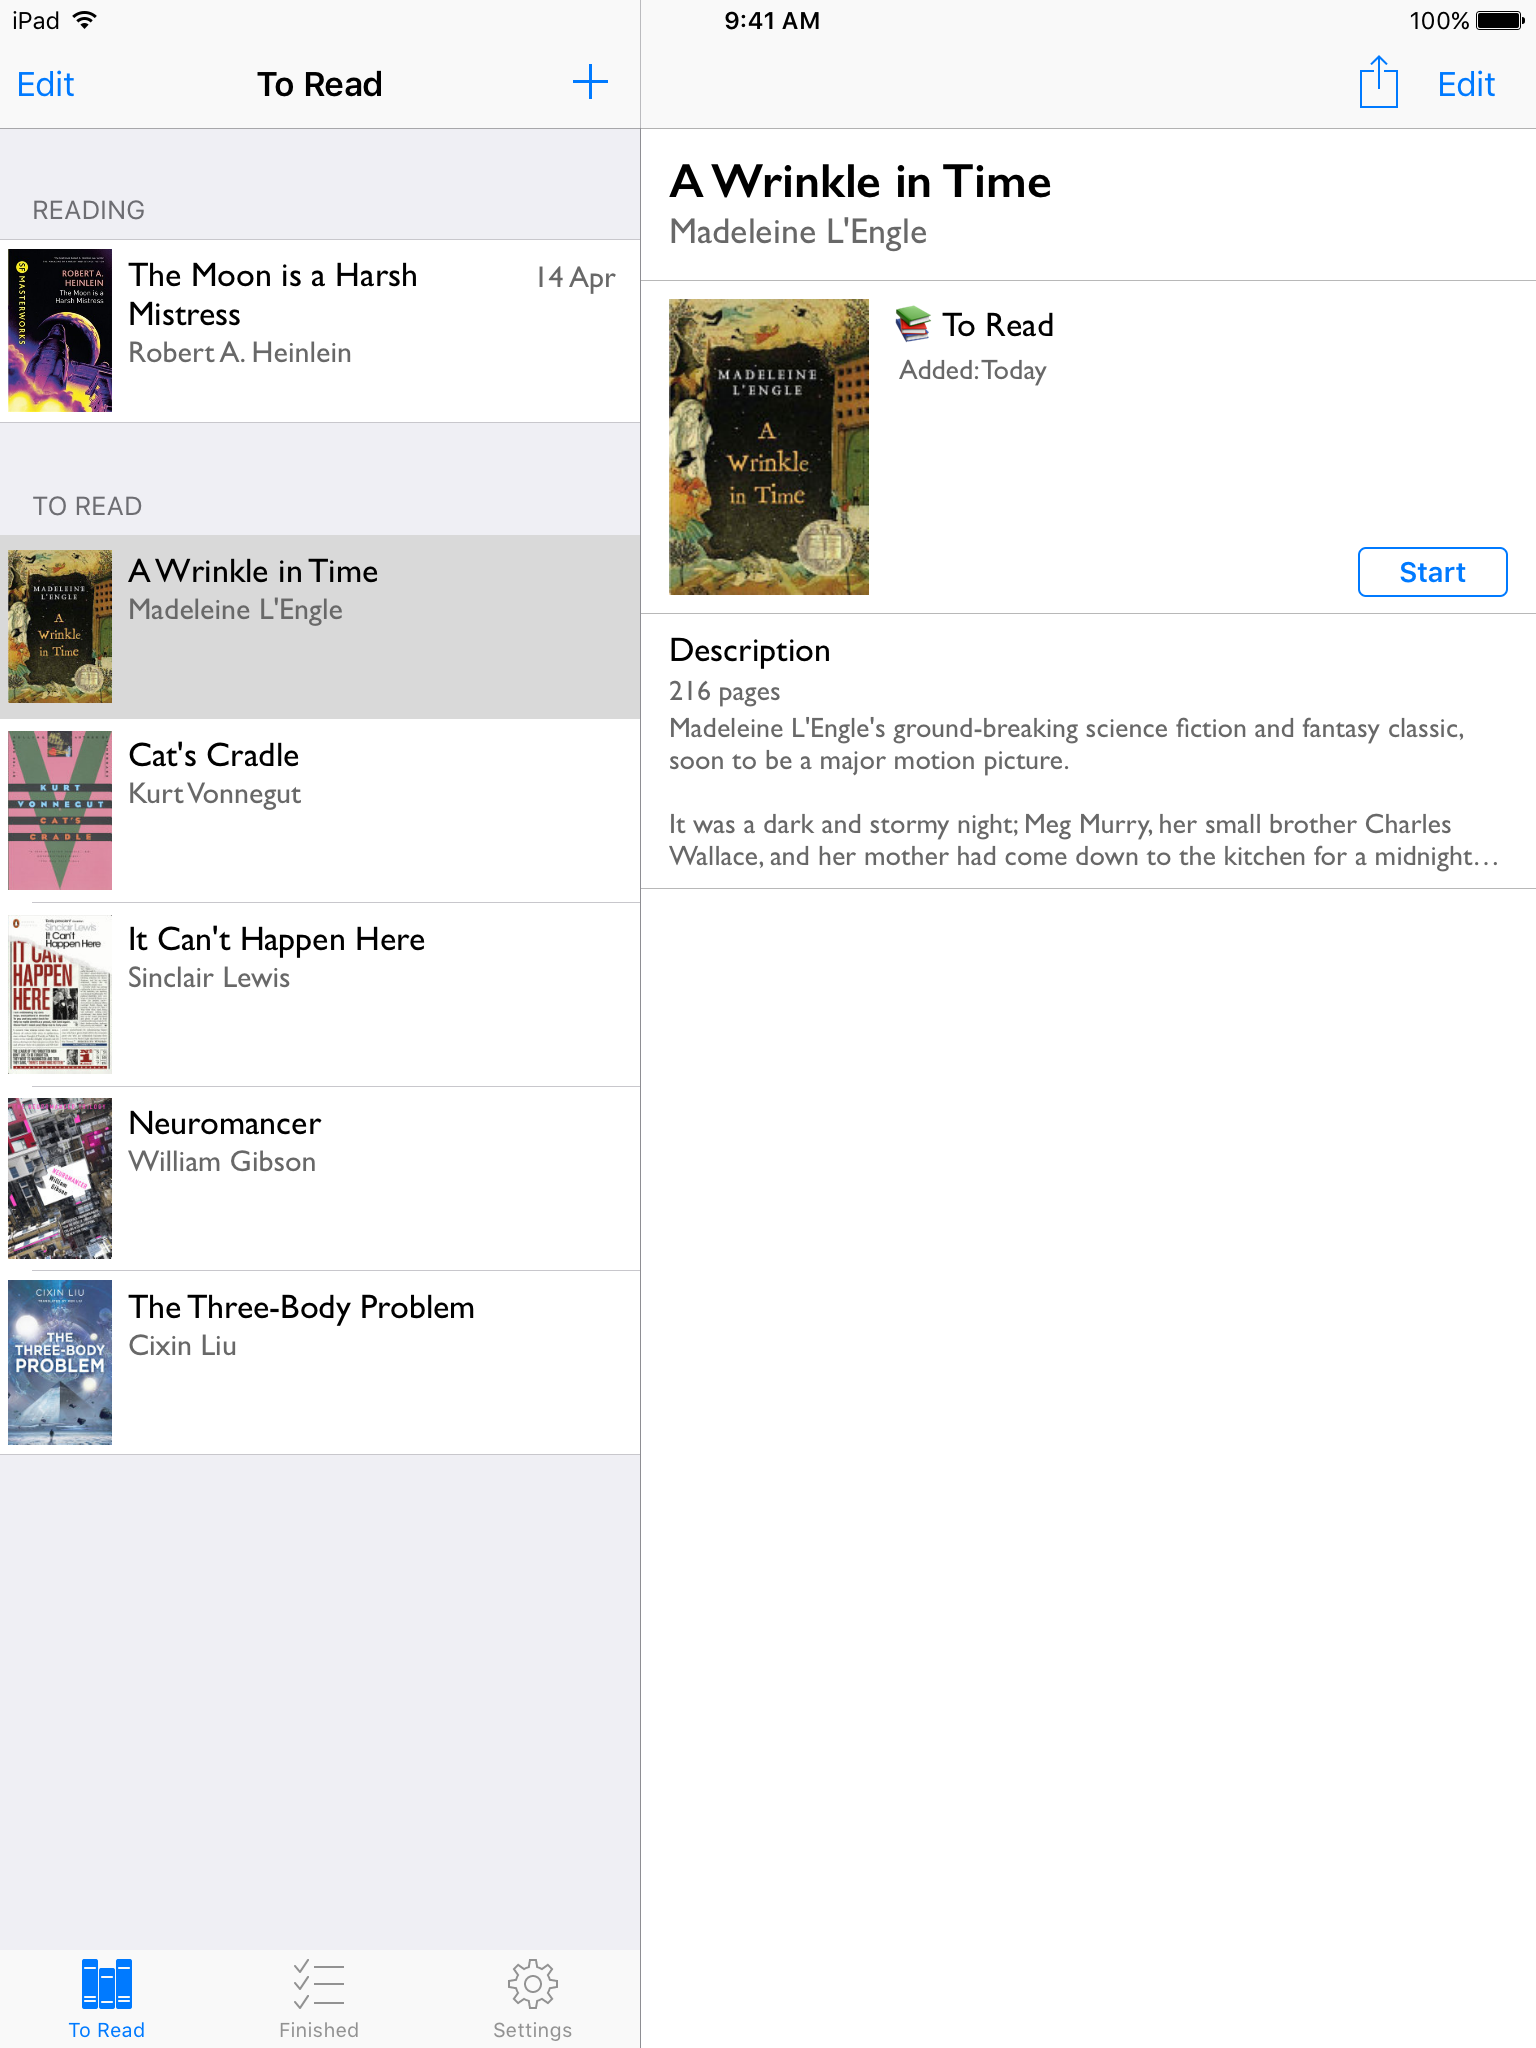 iPad
9:41 AM
100%
Edit
To Read
Edit
READING
ROBERT A.
HEINLEIN
The Moon is a
Harsh Mistress
SF MASTERWORKS
The Moon is a Harsh
Mistress
14 Apr
Robert A. Heinlein
TO READ
MADELEINE
L'ENGLE
A
Wrinkle
in Time
A Wrinkle in Time
Madeleine L'Engle
KURT
VONNEGUT
CAT'S
CRADLE
Cat's Cradle
Kurt Vonnegut
Sinclair Lewis
It Can't
Happen Here
IT CAN'
HAPPEN
HERE
It Can't Happen Here
Sinclair Lewis
NEUROMANCER
William
Gibson
Neuromancer
William Gibson
CIXIN LIU
THE
THREE-BODY
PROBLEM
The Three-Body Problem
Cixin Liu
To Read
Finished
Settings
A Wrinkle in Time
Madeleine L'Engle
MADELEINE
L'ENGLE
A
Wrinkle
in Time
To Read
Added: Today
Start
Description
216 pages
Madeleine L'Engle's ground-breaking science fiction and fantasy classic,
soon to be a major motion picture.
It was a dark and stormy night; Meg Murry, her small brother Charles
Wallace, and her mother had come down to the kitchen for a midnight…